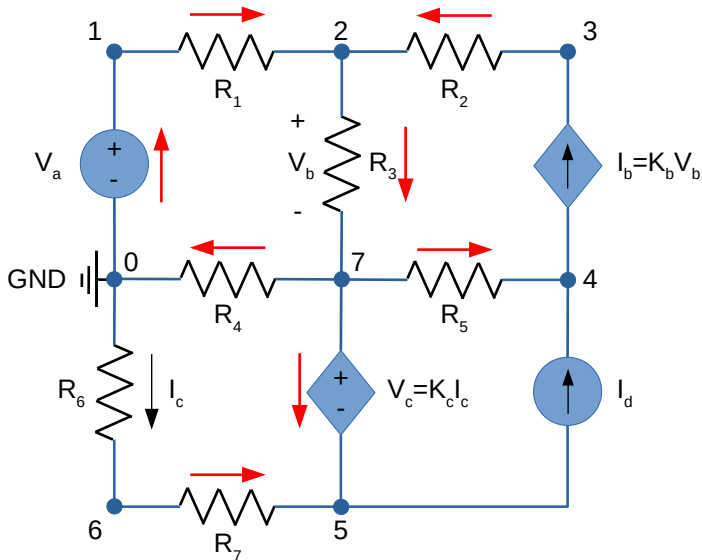 1
2
3
R1
R2
+
Va
+
-
Vb
R3
-
Ib=KbVb
GND
0
7
4
R4
R5
R6
Ic
+
-
Vc=KcIc
Id
6
R7
5